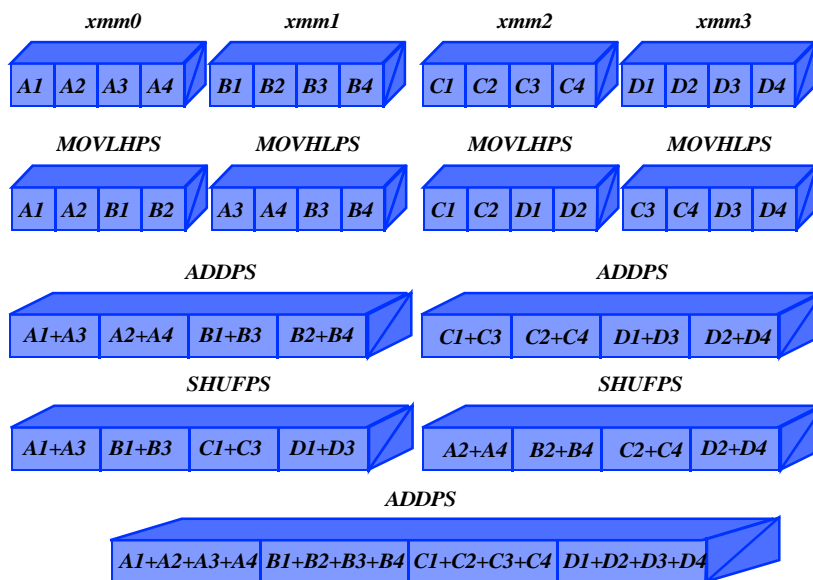 xmm0 xmm1 xmm2 xmm3
A1 A2 A3 A4 B1 B2 B3 B4 C1 C2 C3 C4 D1 D2 D3 D4
MOVLHPS MOVHLPS MOVLHPS MOVHLPS
A1 A2 B1 B2 A3 A4 B3 B4 C1 C2 D1 D2 C3 C4 D3 D4
ADDPS ADDPS
A1+A3 A2+A4 B1+B3 B2+B4 C1+C3 C2+C4 D1+D3 D2+D4
SHUFPS SHUFPS
A1+A3 B1+B3 C1+C3 D1+D3 A2+A4 B2+B4 C2+C4 D2+D4
ADDPS
A1+A2+A3+A4 B1+B2+B3+B4 C1+C2+C3+C4 D1+D2+D3+D4